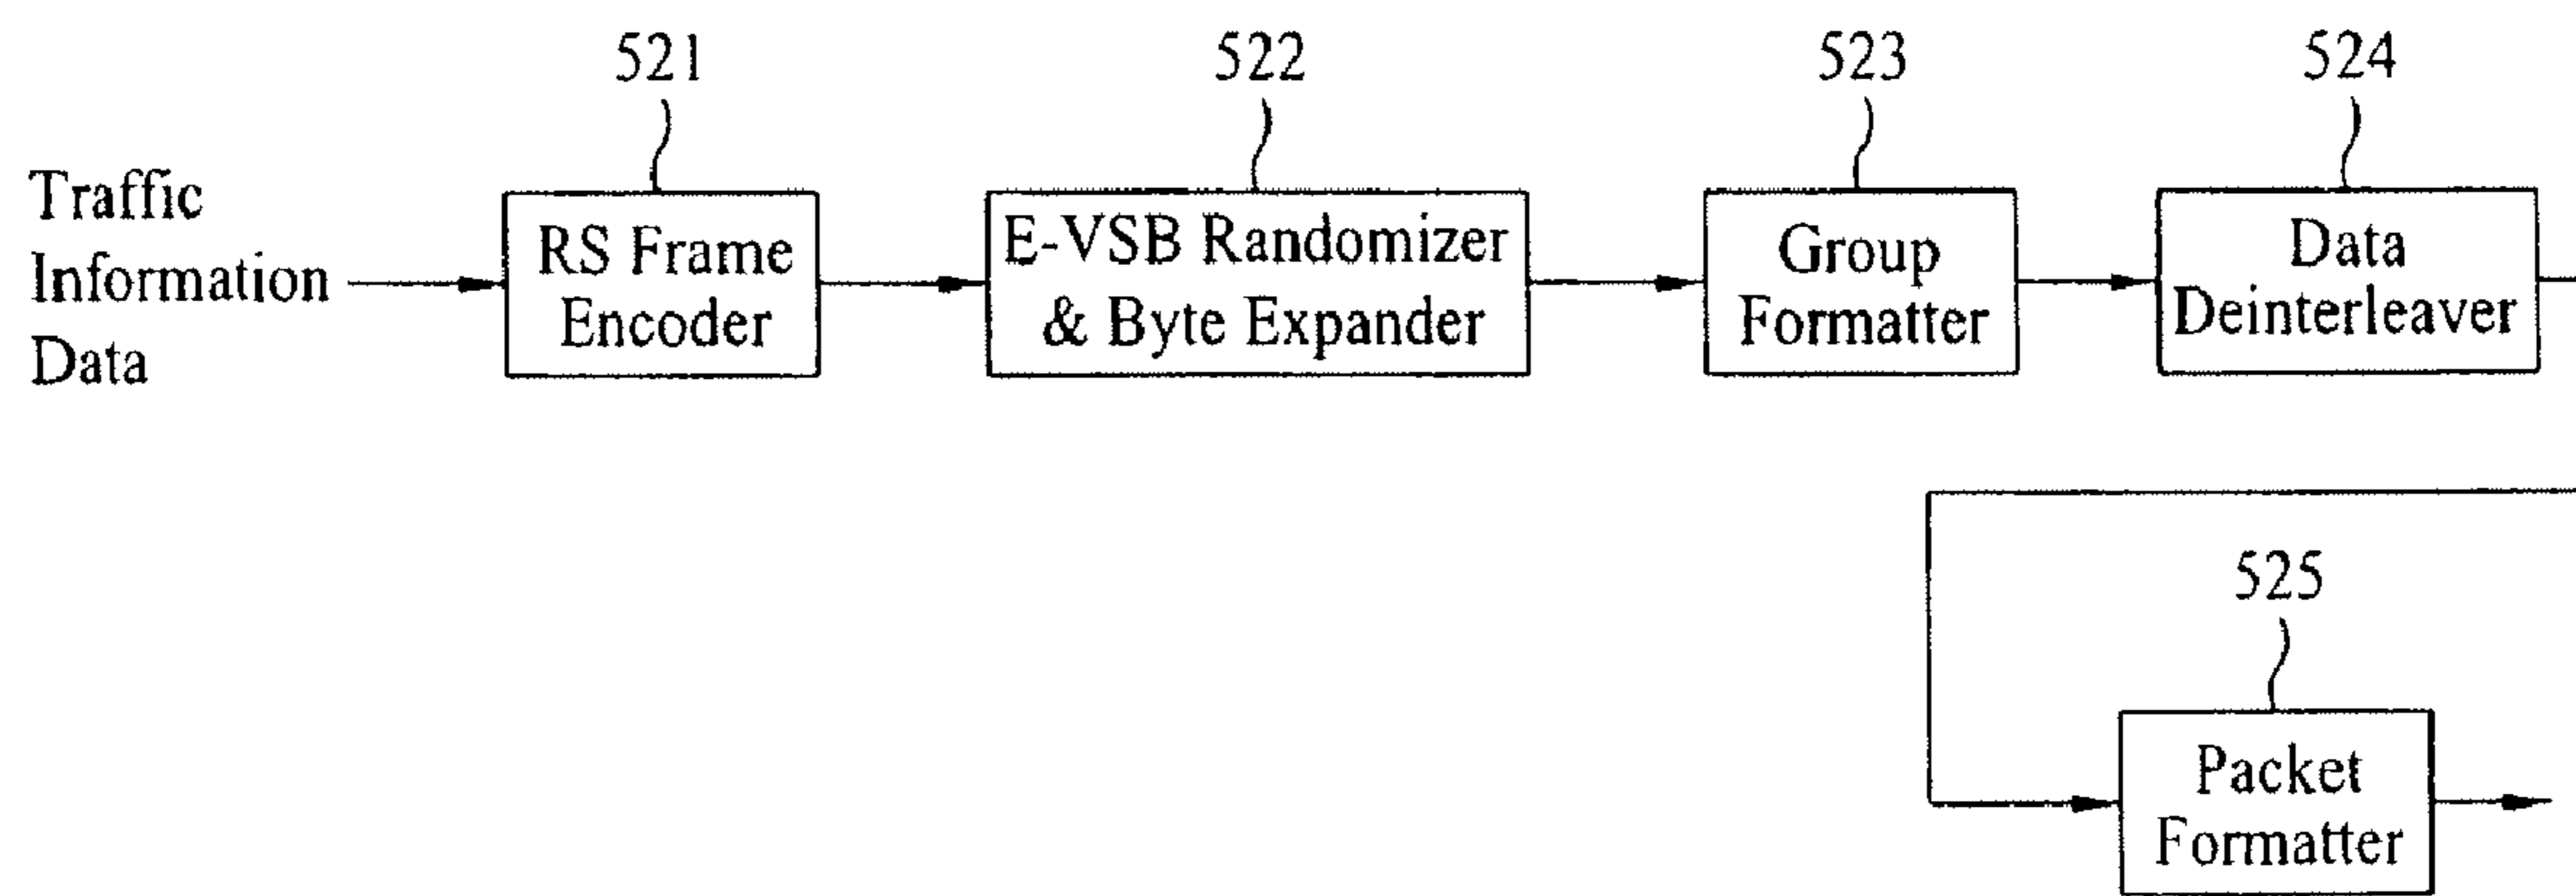 521
522
523
524
Traffic
Information
Data
RS Frame
Encoder
E-VSB Randomizer
& Byte Expander
Group
Formatter
Data
Deinterleaver
525
Packet
Formatter